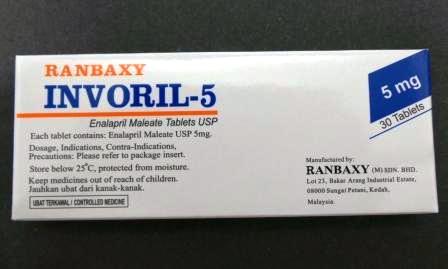 RANBAXY
INVORIL-5
Enalapril Maleate Tablets USP
Each tablet contains: Enalapril Maleate USP 5mg.
Dosage, Indications, Contra-Indications,
Precautions: Please refer to package insert.
Store below 25°C, protected from moisture.
Keep medicines out of reach of children.
Jauhkan ubat dari kanak-kanak.
UBAT TERKAWAL / CONTROLLED MEDICINE
5 mg
30 Tablets
Manufactured by:
RANBAXY (M) SDN. BHD.
Lot 23, Bakar Arang Industrial Estate,
08000 Sungai Petani, Kedah,
Malaysia.